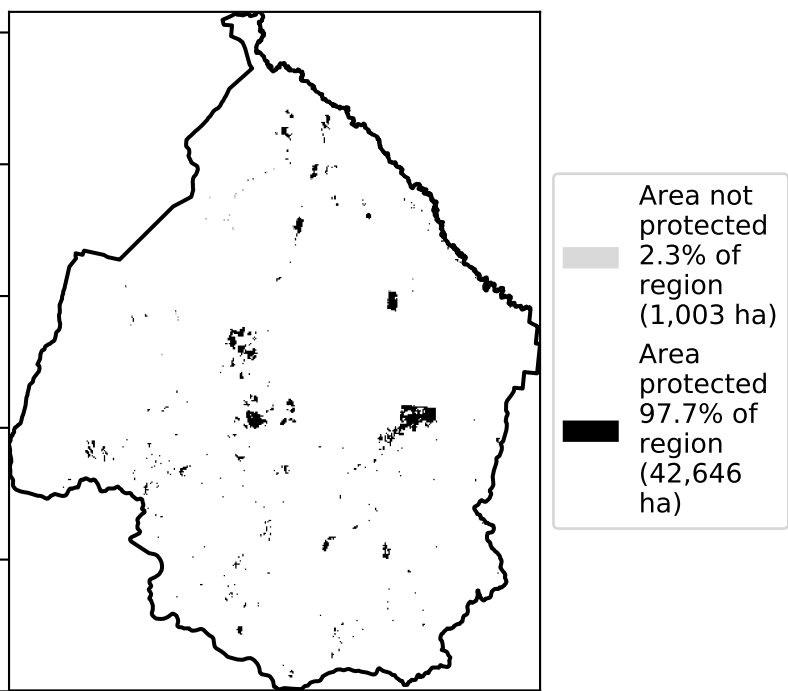 Area not
protected
2.3% of
region
(1,003 ha)
Area
protected
97.7% of
region
(42,646
ha)